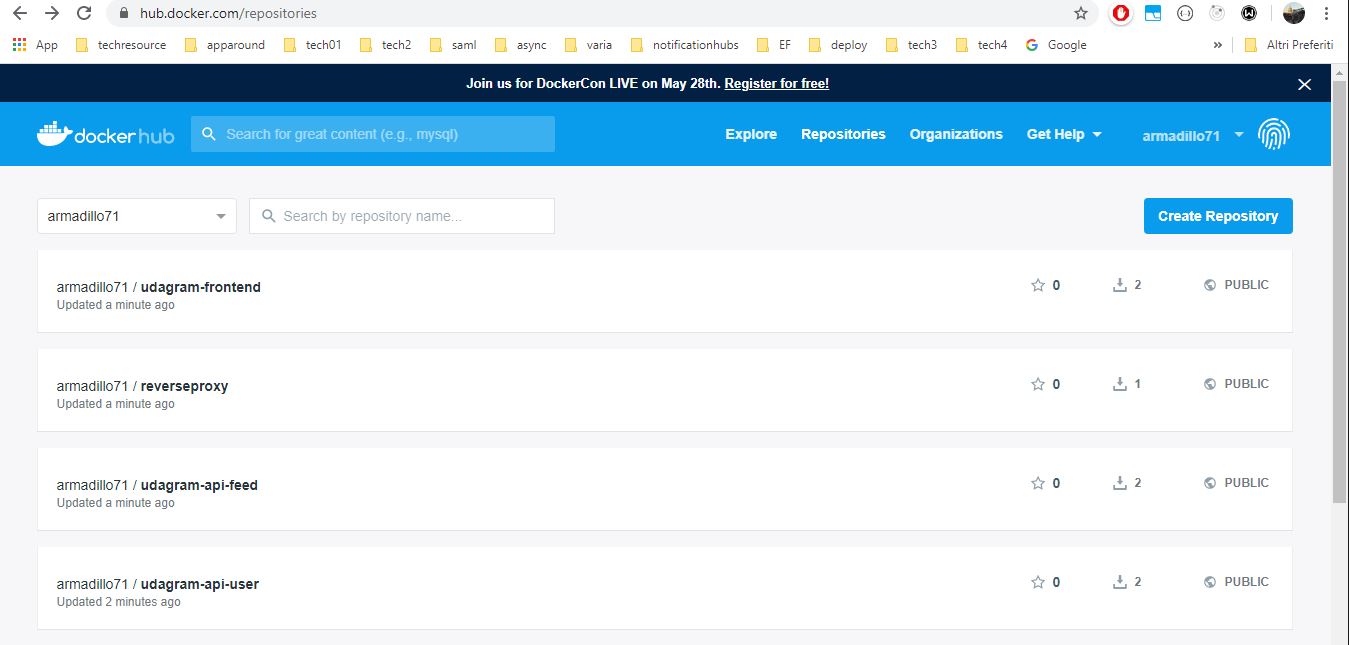 hub.docker.com/repositories
App techresource apparound tech01 tech2 saml async varia notificationhubs EF deploy tech3 tech4 Google » Altri Preferiti
Join us for DockerCon LIVE on May 28th. Register for free!
docker hub Search for great content (e.g., mysql) Explore Repositories Organizations Get Help armadillo71
armadillo71 Search by repository name... Create Repository
armadillo71 / udagram-frontend 0 2 PUBLIC
Updated a minute ago
armadillo71 / reverseproxy 0 1 PUBLIC
Updated a minute ago
armadillo71 / udagram-api-feed 0 2 PUBLIC
Updated a minute ago
armadillo71 / udagram-api-user 0 2 PUBLIC
Updated 2 minutes ago